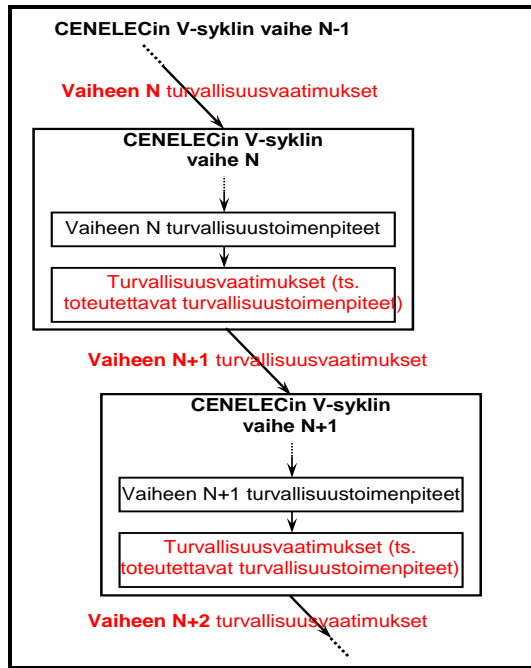 CENELECin V-syklin vaihe N-1
Vaiheen N turvallisuusvaatimukset
CENELECin V-syklin
vaihe N
Vaiheen N turvallisuustoimenpiteet
Turvallisuusvaatimukset (ts.
toteutettavat turvallisuustoimenpiteet)
Vaiheen N+1 turvallisuusvaatimukset
CENELECin V-syklin
vaihe N+1
Vaiheen N+1 turvallisuustoimenpiteet
Turvallisuusvaatimukset (ts.
toteutettavat turvallisuustoimenpiteet)
Vaiheen N+2 turvallisuusvaatimukset